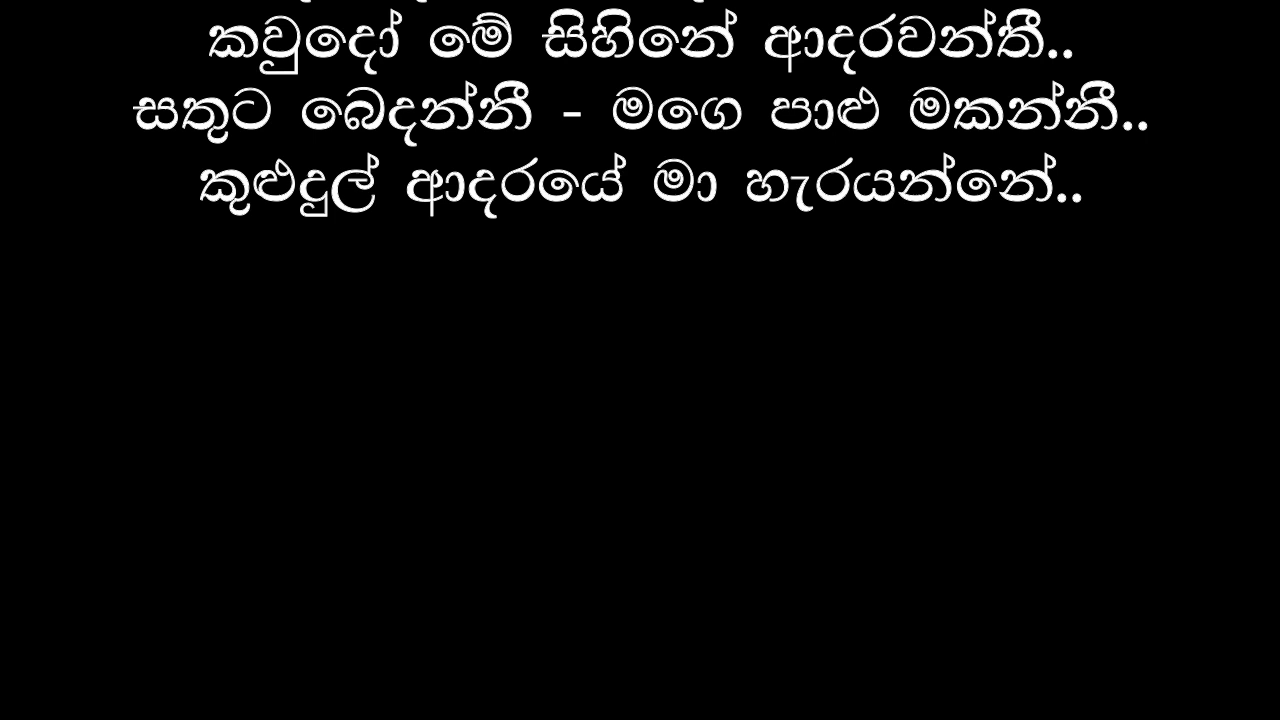 කවුදෝ මේ සිහිනේ ආදරවන්තී..
සතුට බෙදන්නී - මගෙ පාළු මකන්නී..
කුළුදුල් ආදරයේ මා හැරයන්නේ..